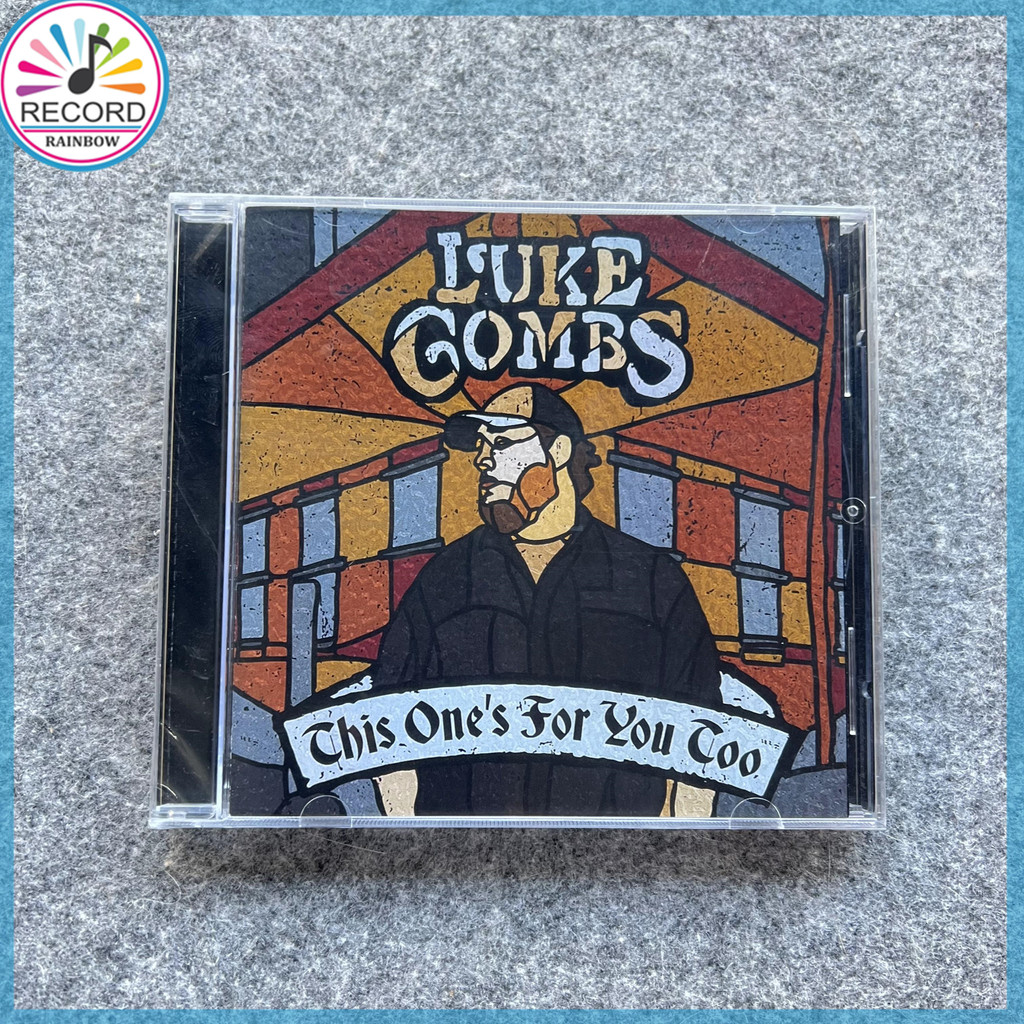 RECORD
RAINBOW
LUKE
COMBS
This One's For You Too